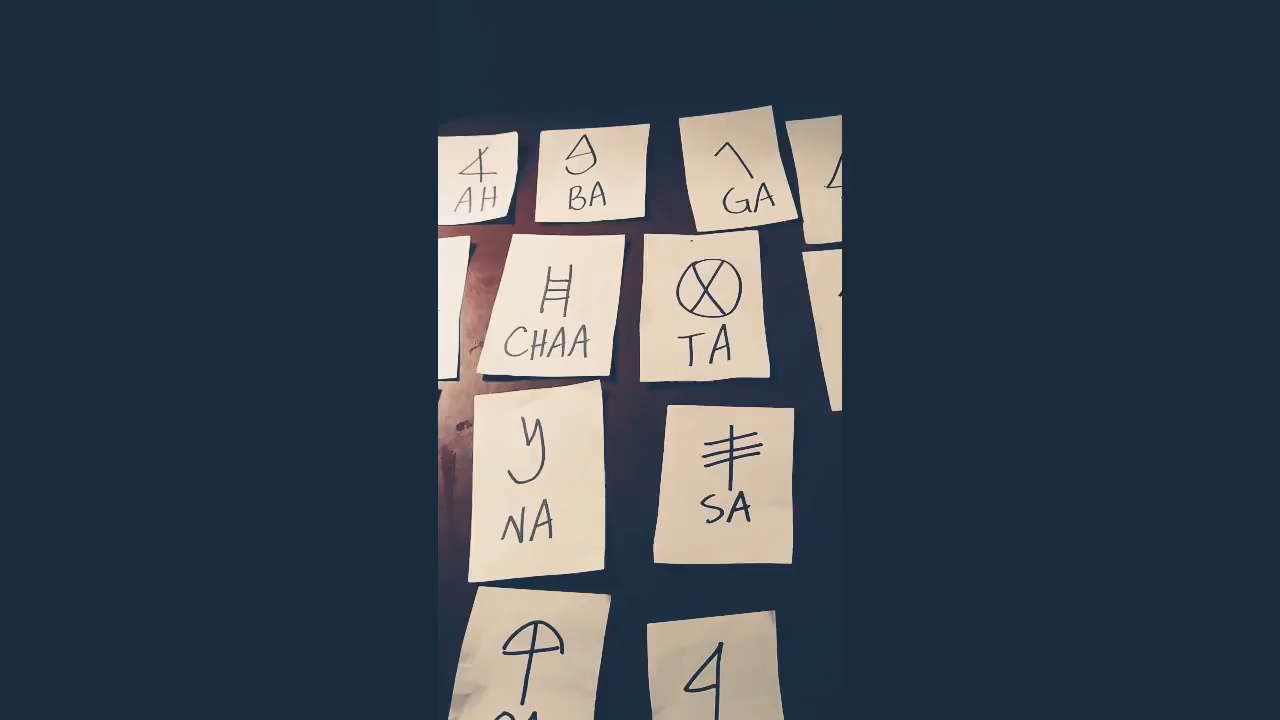 𐤀 𐤁 𐤂
AH BA GA
𐤇 𐤈
CHAA TA
𐤍 𐤎
NA SA
𐤒 𐤓